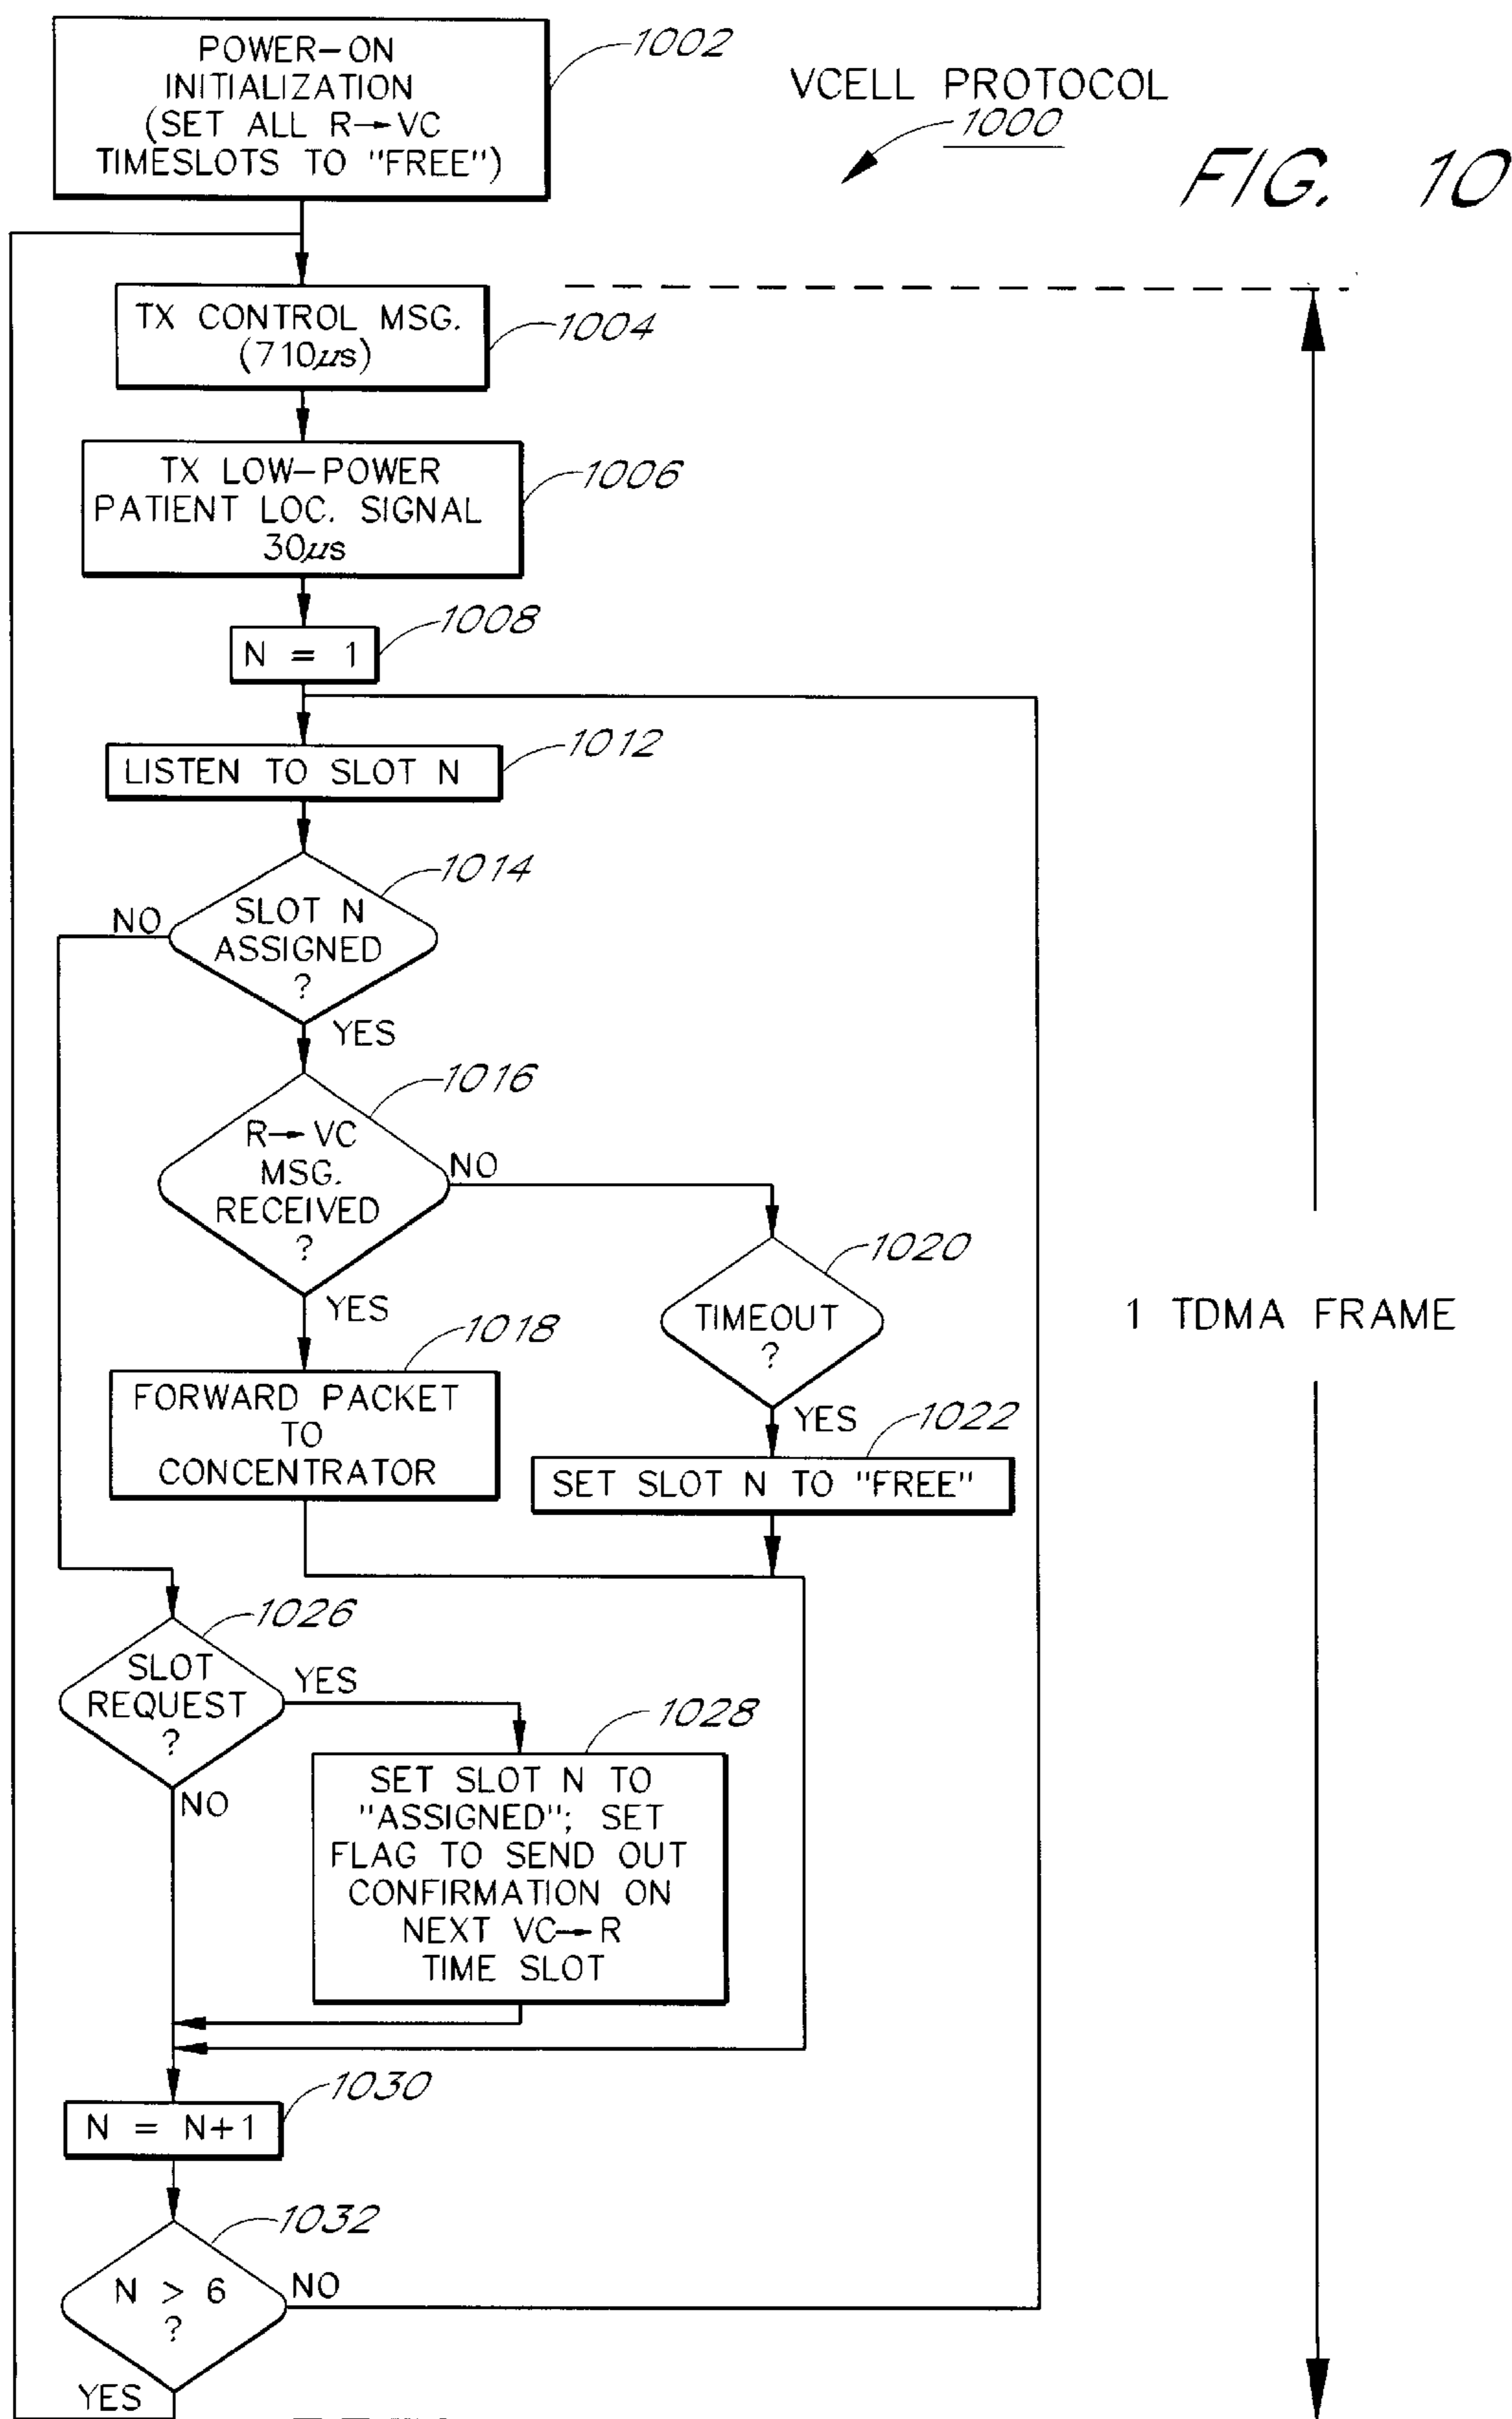 POWER-ON
INITIALIZATION
(SET ALL R→VC
TIMESLOTS TO "FREE")
1002
VCELL PROTOCOL
1000
FIG. 10
TX CONTROL MSG.
(710µs)
1004
TX LOW-POWER
PATIENT LOC. SIGNAL
30µs
1006
N = 1
1008
LISTEN TO SLOT N
1012
SLOT N
ASSIGNED
?
1014
NO
YES
R→VC
MSG.
RECEIVED
?
1016
NO
YES
TIMEOUT
?
1020
YES
1 TDMA FRAME
FORWARD PACKET
TO
CONCENTRATOR
1018
SET SLOT N TO "FREE"
1022
SLOT
REQUEST
?
1026
YES
NO
SET SLOT N TO
"ASSIGNED"; SET
FLAG TO SEND OUT
CONFIRMATION ON
NEXT VC→R
TIME SLOT
1028
N = N+1
1030
N > 6
?
1032
NO
YES